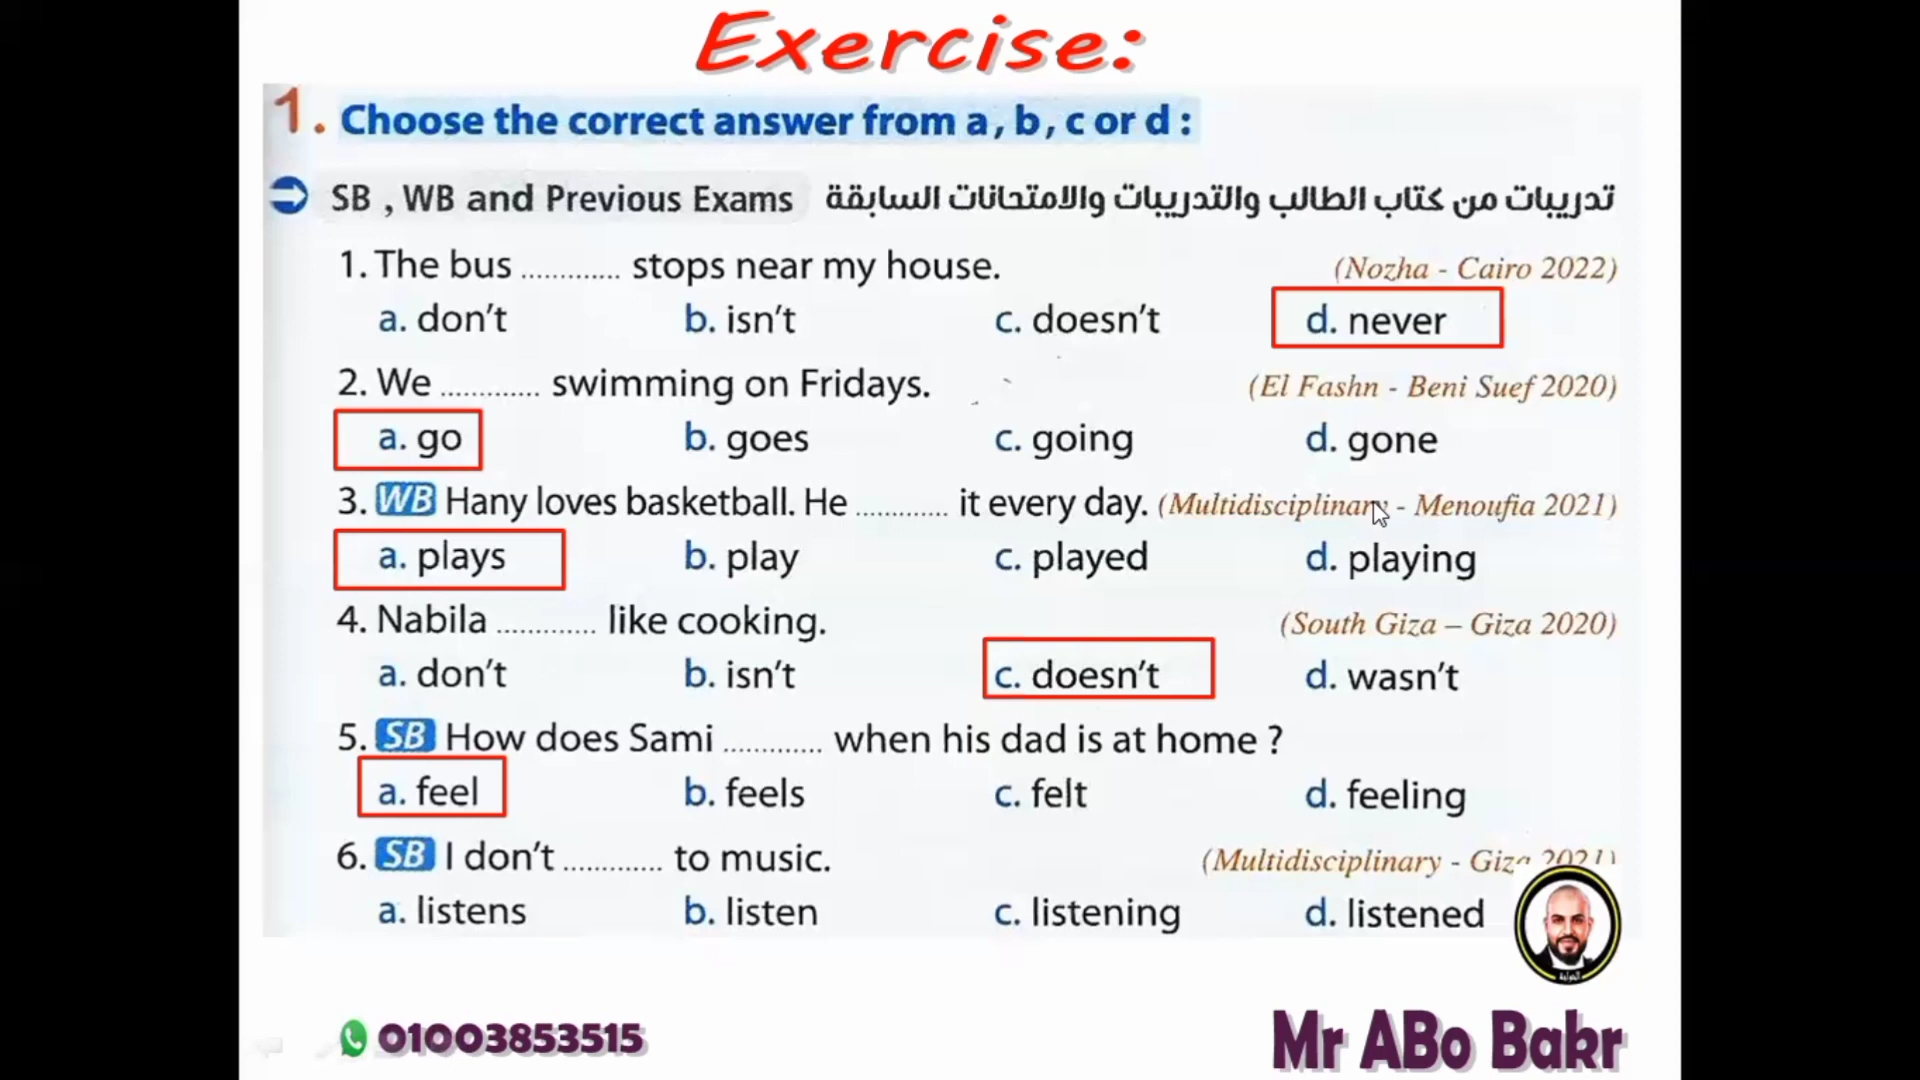 Exercise:
1. Choose the correct answer from a, b, c or d :
SB , WB and Previous Exams تدريبات من كتاب الطالب والتدريبات والامتحانات السابقة
1. The bus ............. stops near my house. (Nozha - Cairo 2022)
a. don't b. isn't c. doesn't d. never
2. We ............. swimming on Fridays. (El Fashn - Beni Suef 2020)
a. go b. goes c. going d. gone
3. WB Hany loves basketball. He ............ it every day. (Multidisciplinary - Menoufia 2021)
a. plays b. play c. played d. playing
4. Nabila ............. like cooking. (South Giza – Giza 2020)
a. don't b. isn't c. doesn't d. wasn't
5. SB How does Sami ............. when his dad is at home ?
a. feel b. feels c. felt d. feeling
6. SB I don't ............. to music. (Multidisciplinary - Giza 2021)
a. listens b. listen c. listening d. listened
01003853515
Mr ABo Bakr